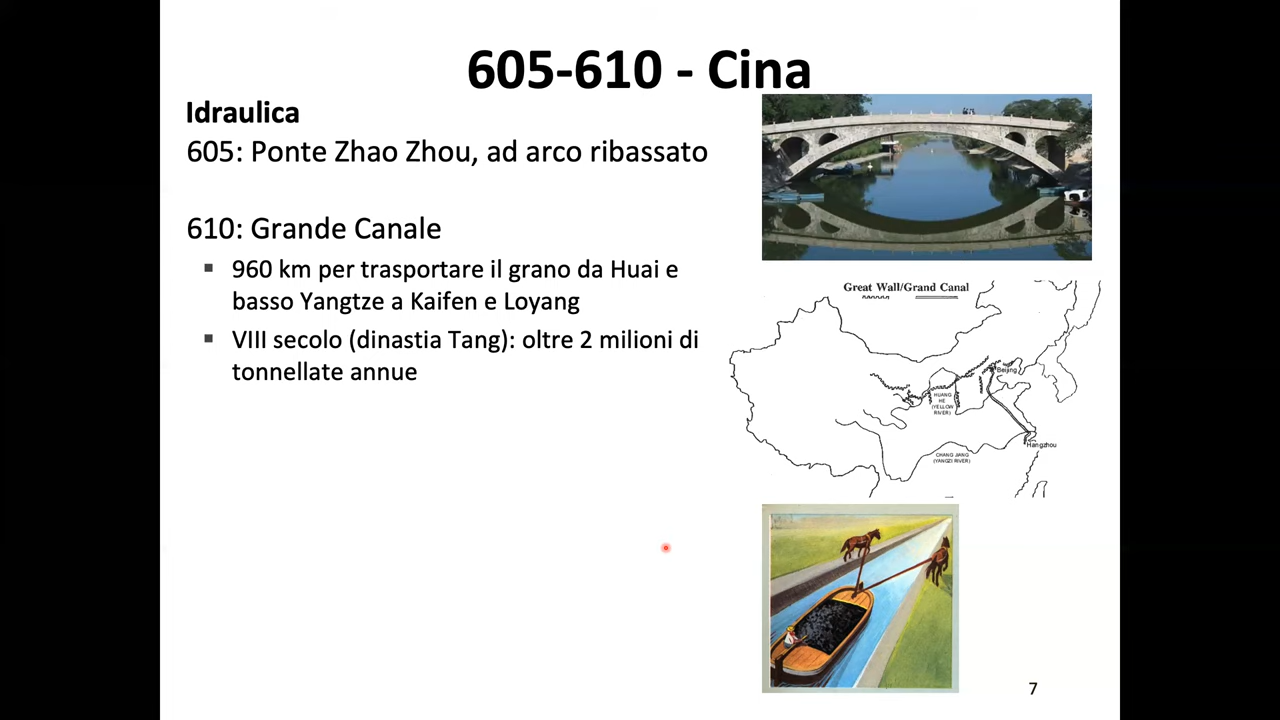 605-610 - Cina
Idraulica
605: Ponte Zhao Zhou, ad arco ribassato
610: Grande Canale
▪ 960 km per trasportare il grano da Huai e
basso Yangtze a Kaifen e Loyang
▪ VIII secolo (dinastia Tang): oltre 2 milioni di
tonnellate annue
Great Wall/Grand Canal
Beijing
HUANG
HE
(YELLOW
RIVER)
Hangzhou
CHANG JIANG
(YANGZI RIVER)
7